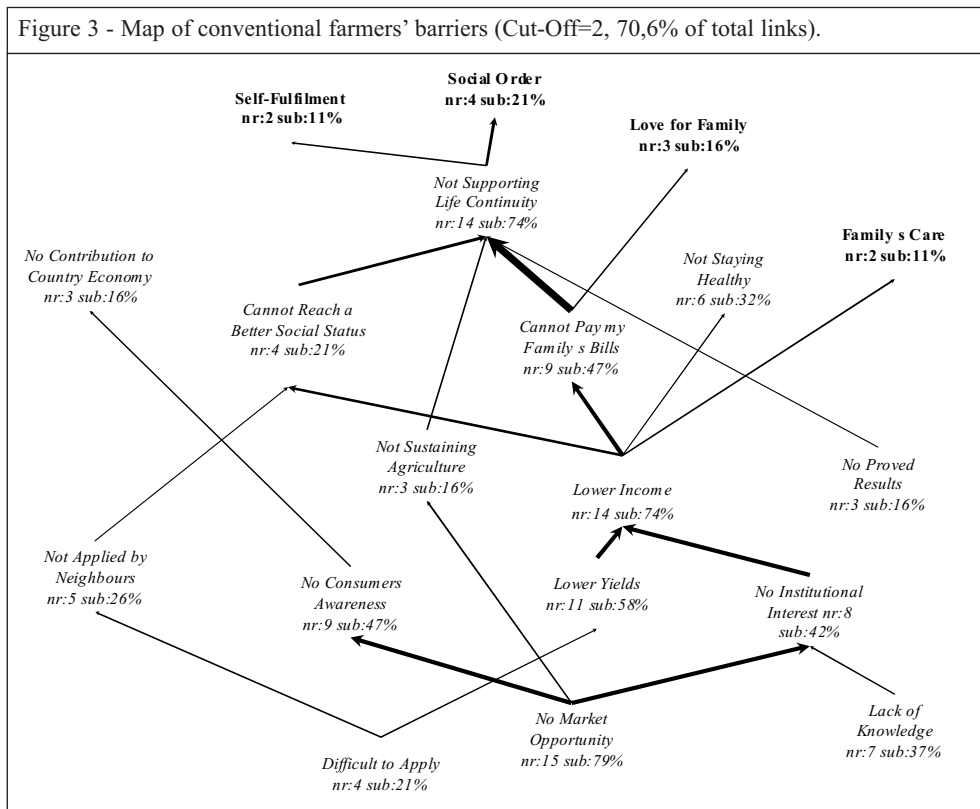 Figure 3 - Map of conventional farmers' barriers (Cut-Off=2, 70,6% of total links).
Social Order
nr:4 sub:21%
Self-Fulfilment
nr:2 sub:11%
Love for Family
nr:3 sub:16%
Not Supporting
Life Continuity
nr:14 sub:74%
Family s Care
nr:2 sub:11%
No Contribution to
Country Economy
nr:3 sub:16%
Not Staying
Healthy
nr:6 sub:32%
Cannot Reach a
Better Social Status
nr:4 sub:21%
Cannot Pay my
Family s Bills
nr:9 sub:47%
Not Sustaining
Agriculture
nr:3 sub:16%
No Proved
Results
nr:3 sub:16%
Lower Income
nr:14 sub:74%
Not Applied by
Neighbours
nr:5 sub:26%
No Consumers
Awareness
nr:9 sub:47%
Lower Yields
nr:11 sub:58%
No Institutional
Interest nr:8
sub:42%
No Market
Opportunity
nr:15 sub:79%
Lack of
Knowledge
nr:7 sub:37%
Difficult to Apply
nr:4 sub:21%